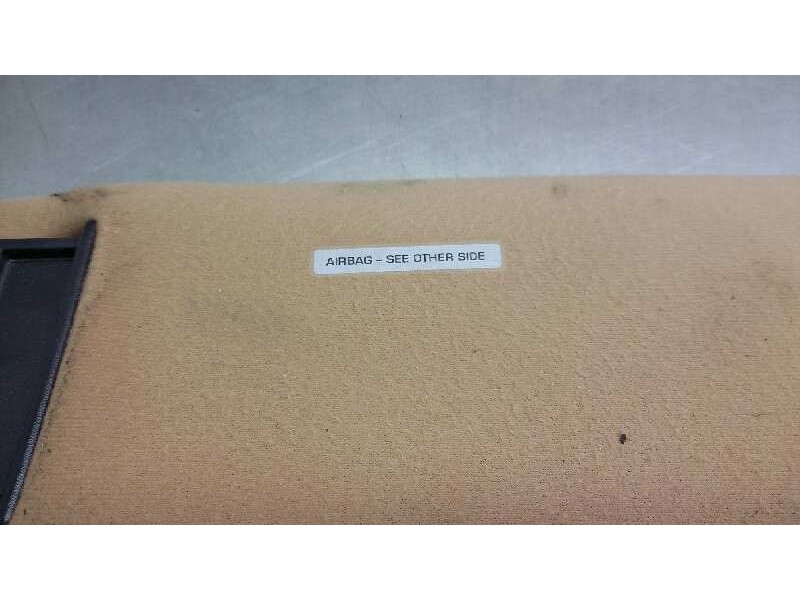 AIRBAG - SEE OTHER SIDE